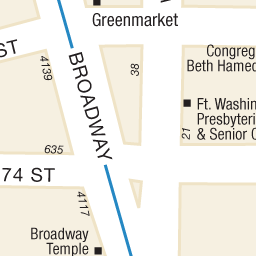 Greenmarket
ST
4139
BROADWAY
38
Congreg
Beth Hamed
Ft. Washin
Presbyteri
& Senior C
21
635
74 ST
4117
Broadway
Temple